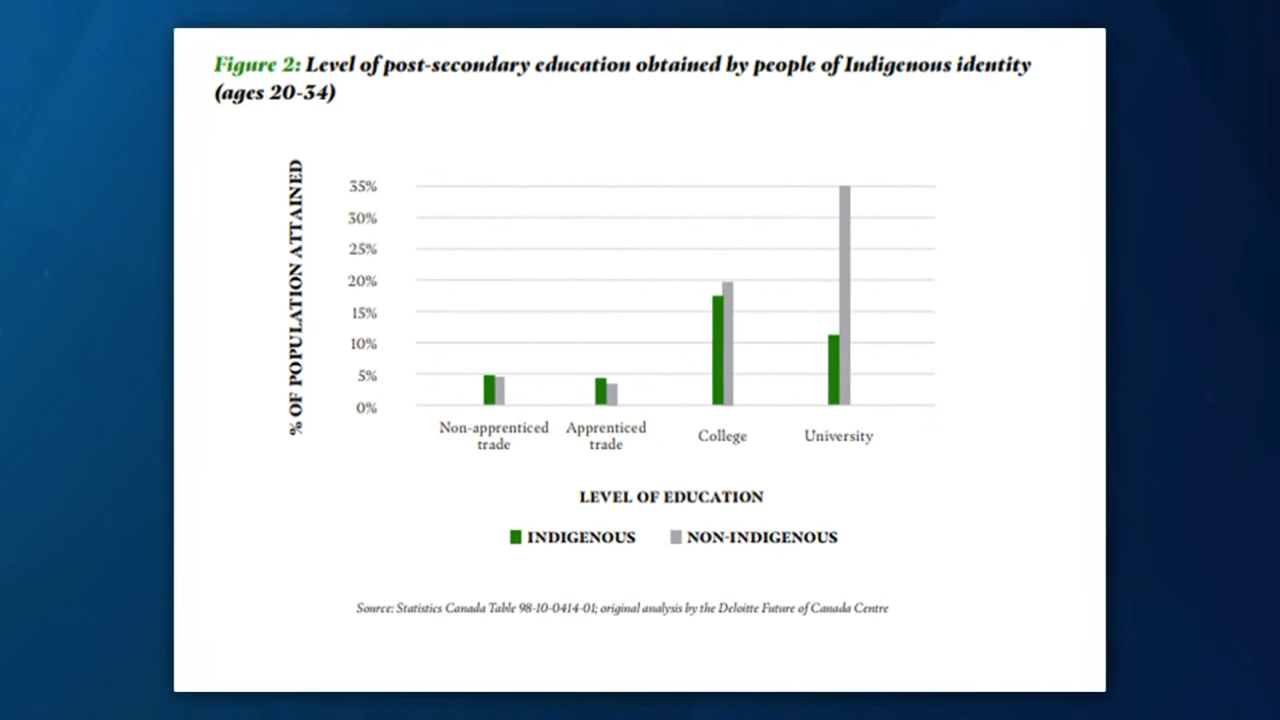 Figure 2: Level of post-secondary education obtained by people of Indigenous identity
(ages 20-34)
% OF POPULATION ATTAINED
35%
30%
25%
20%
15%
10%
5%
0%
Non-apprenticed
trade
Apprenticed
trade
College
University
LEVEL OF EDUCATION
INDIGENOUS
NON-INDIGENOUS
Source: Statistics Canada Table 98-10-0414-01; original analysis by the Deloitte Future of Canada Centre